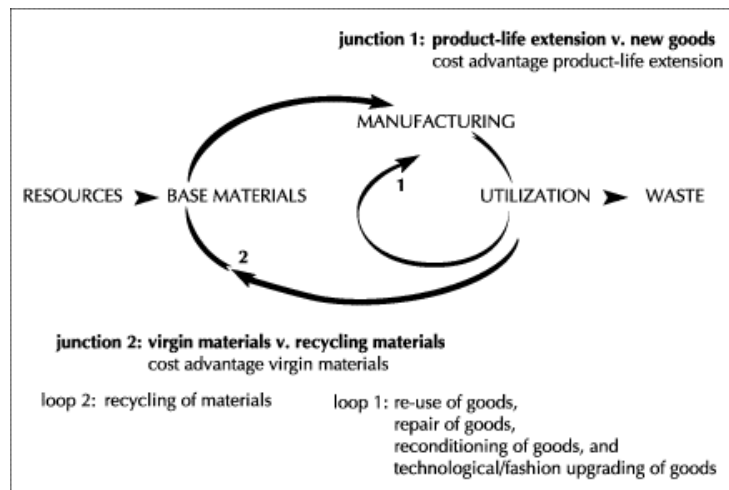 junction 1: product-life extension v. new goods
cost advantage product-life extension
MANUFACTURING
1
RESOURCES
BASE MATERIALS
UTILIZATION
WASTE
2
junction 2: virgin materials v. recycling materials
cost advantage virgin materials
loop 2: recycling of materials
loop 1: re-use of goods,
repair of goods,
reconditioning of goods, and
technological/fashion upgrading of goods